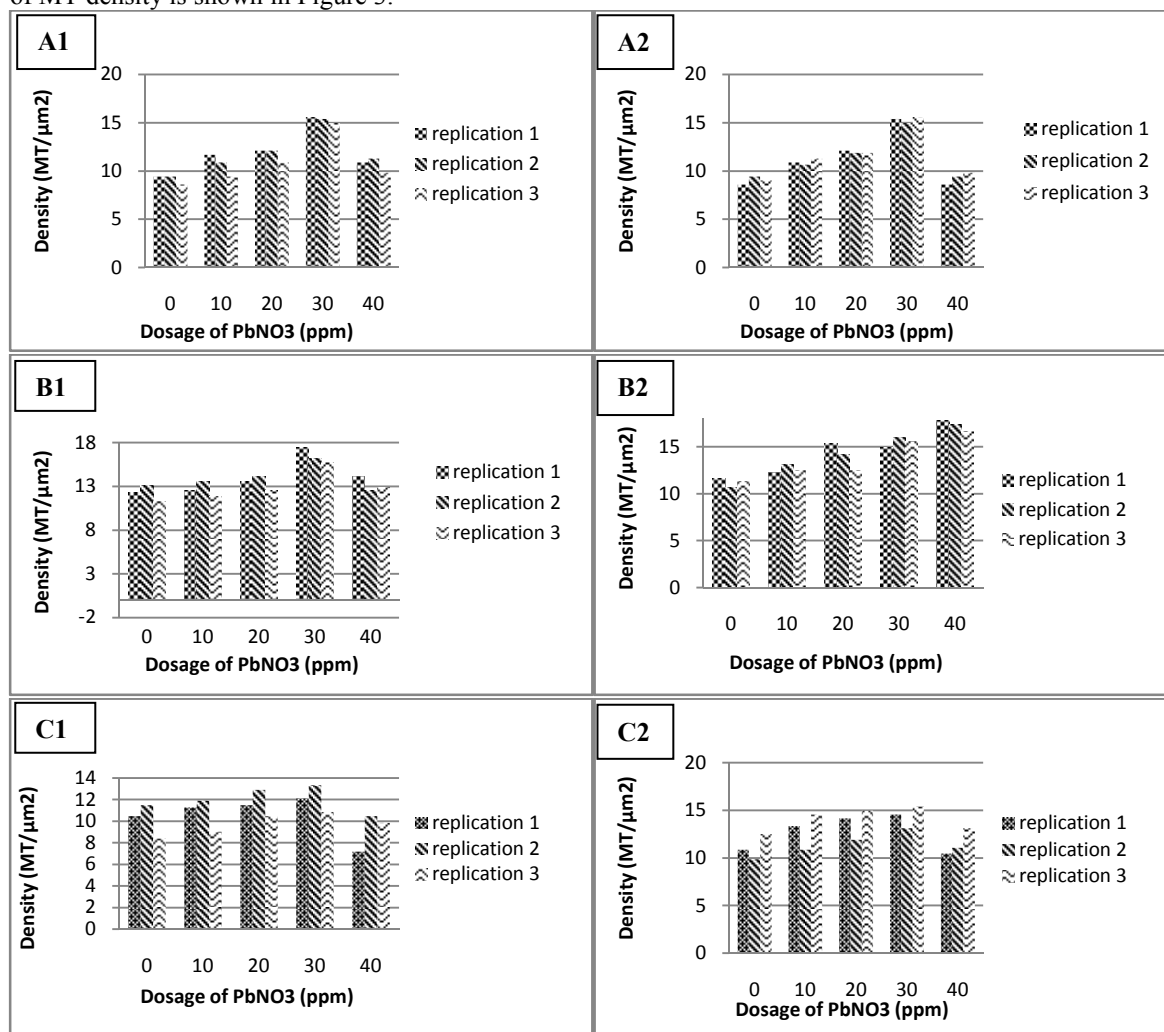 of MT density is shown in Figure 3.
A1
20
15
10
5
0
Density (MT/µm2)
0 10 20 30 40
Dosage of PbNO3 (ppm)
replication 1
replication 2
replication 3
A2
20
15
10
5
0
Density (MT/µm2)
0 10 20 30 40
Dosage of PbNO3 (ppm)
replication 1
replication 2
replication 3
B1
18
13
8
3
-2
Density (MT/µm2)
0 10 20 30 40
Dosage of PbNO3 (ppm)
replication 1
replication 2
replication 3
B2
15
10
5
0
Density (MT/µm2)
0 10 20 30 40
Dosage of PbNO3 (ppm)
replication 1
replication 2
replication 3
C1
14
12
10
8
6
4
2
0
Density (MT/µm2)
0 10 20 30 40
Dosage of PbNO3 (ppm)
replication 1
replication 2
replication 3
C2
20
15
10
5
0
Density (MT/µm2)
0 10 20 30 40
Dosage of PbNO3 (ppm)
replication 1
replication 2
replication 3